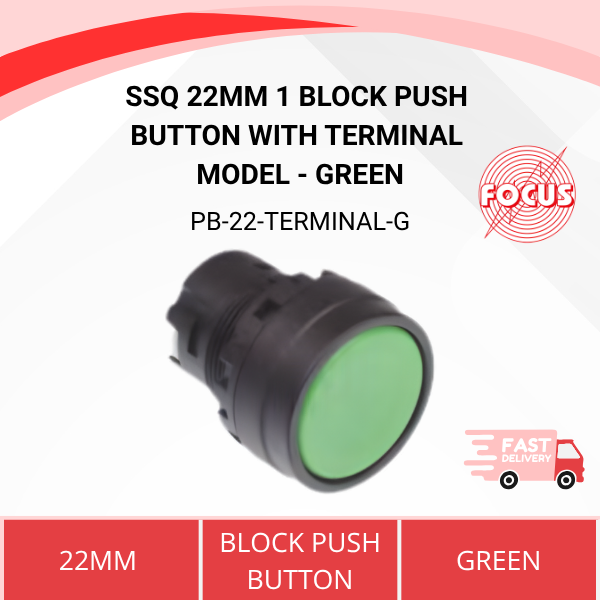 SSQ 22MM 1 BLOCK PUSH
BUTTON WITH TERMINAL
MODEL - GREEN
PB-22-TERMINAL-G
FOCUS
FAST
DELIVERY
22MM
BLOCK PUSH
BUTTON
GREEN